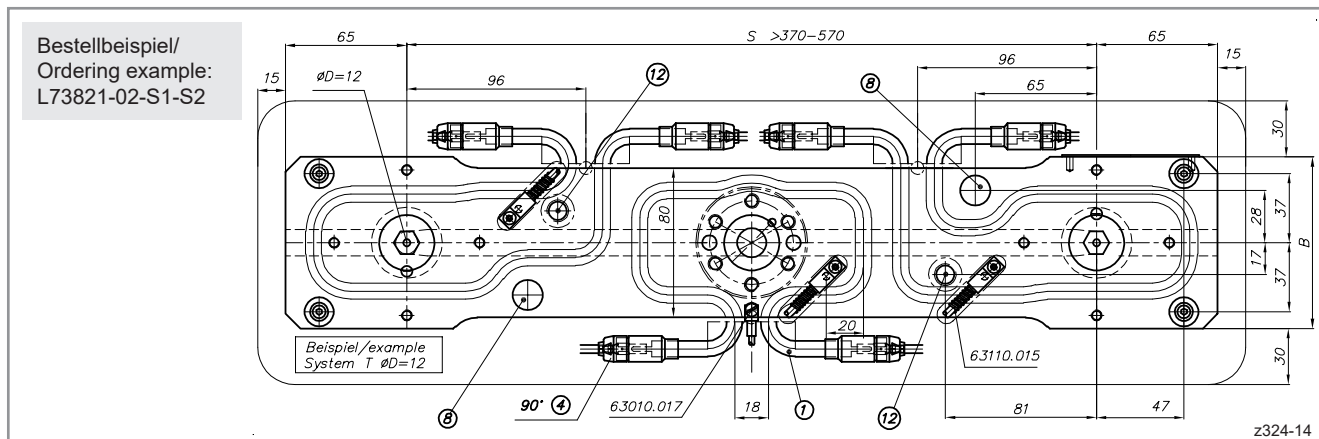 Bestellbeispiel/
Ordering example:
L73821-02-S1-S2
65
S >370-570
65
15
øD=12
96
12
8
96
65
15
30
80
28
37
B
17
37
Beispiel/example
System T øD=12
20
63110.015
30
8
90° 4
63010.017
18
1
12
81
47
z324-14